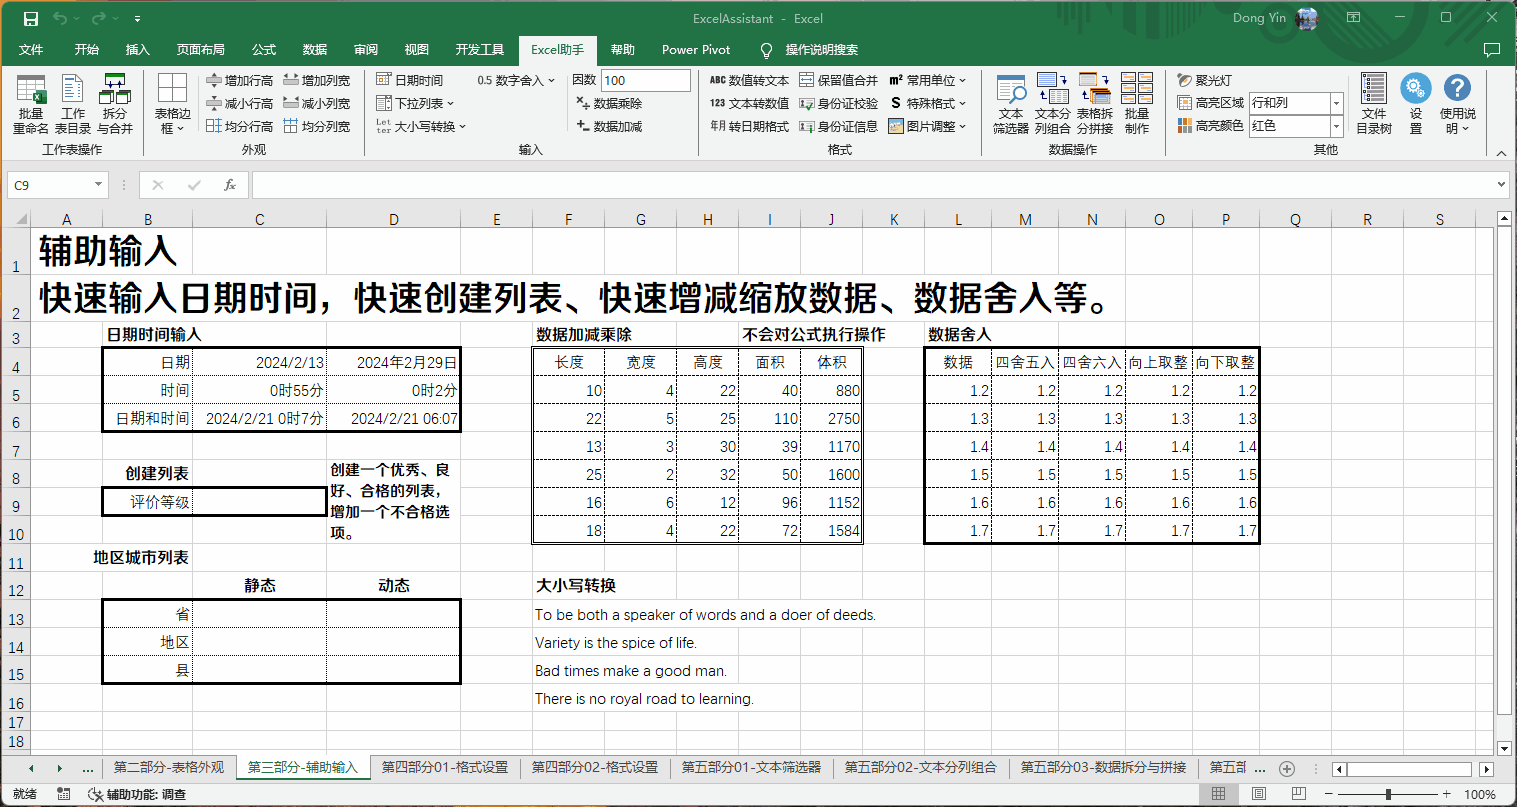 ExcelAssistant - Excel
Dong Yin
文件 开始 插入 页面布局 公式 数据 审阅 视图 开发工具 Excel助手 帮助 Power Pivot 操作说明搜索
批量重命名
工作表目录
拆分与合并
工作表操作
表格边框
增加行高 增加列宽
减小行高 减小列宽
均分行高 均分列宽
外观
日期时间 0.5 数字舍入 因数 100
下拉列表 数据乘除
Letter 大小写转换 数据加减
输入
ABC 数值转文本 保留值合并 m² 常用单位
123 文本转数值 身份证校验 S 特殊格式
年月 转日期格式 身份证信息 图片调整
格式
文本筛选器
文本分列组合
表格拆分拼接
批量制作
数据操作
聚光灯
高亮区域 行和列
高亮颜色 红色
文件目录树
设置
使用说明
其他
C9 fx
A B C D E F G H I J K L M N O P Q R S
1 辅助输入
2 快速输入日期时间，快速创建列表、快速增减缩放数据、数据舍入等。
3 日期时间输入 数据加减乘除 不会对公式执行操作 数据舍入
4 日期 2024/2/13 2024年2月29日 长度 宽度 高度 面积 体积 数据 四舍五入 四舍六入 向上取整 向下取整
5 时间 0时55分 0时2分 10 4 22 40 880 1.2 1.2 1.2 1.2 1.2
6 日期和时间 2024/2/21 0时7分 2024/2/21 06:07 22 5 25 110 2750 1.3 1.3 1.3 1.3 1.3
7 13 3 30 39 1170 1.4 1.4 1.4 1.4 1.4
8 创建列表 创建一个优秀、良好、合格的列表，增加一个不合格选项。 25 2 32 50 1600 1.5 1.5 1.5 1.5 1.5
9 评价等级 16 6 12 96 1152 1.6 1.6 1.6 1.6 1.6
10 18 4 22 72 1584 1.7 1.7 1.7 1.7 1.7
11 地区城市列表
12 静态 动态 大小写转换
13 省 To be both a speaker of words and a doer of deeds.
14 地区 Variety is the spice of life.
15 县 Bad times make a good man.
16 There is no royal road to learning.
17
18
... 第二部分-表格外观 第三部分-辅助输入 第四部分01-格式设置 第四部分02-格式设置 第五部分01-文本筛选器 第五部分02-文本分列组合 第五部分03-数据拆分与拼接 第五部 ...
就绪 辅助功能: 调查 100%